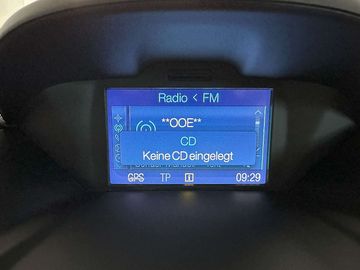 Radio < FM
**OOE**
CD
Keine CD eingelegt
GPS TP i 09:29